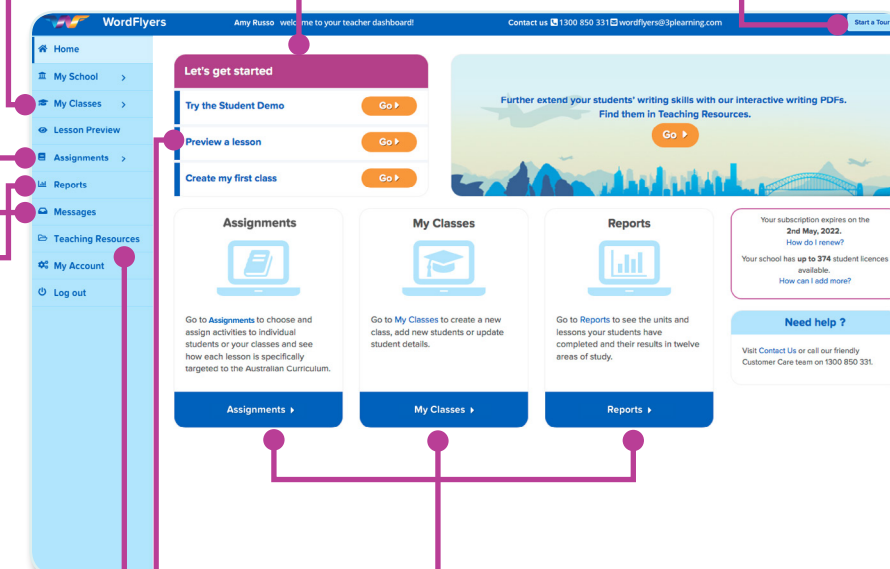 WordFlyers
Amy Russo welcome to your teacher dashboard!
Contact us 1300 850 331 wordflyers@3plearning.com
Start a Tour
Home
My School >
My Classes >
Lesson Preview
Assignments >
Reports
Messages
Teaching Resources
My Account
Log out
Let's get started
Try the Student Demo Go
Preview a lesson Go
Create my first class Go
Further extend your students' writing skills with our interactive writing PDFs.
Find them in Teaching Resources.
Go
Assignments
Go to Assignments to choose and
assign activities to individual
students or your classes and see
how each lesson is specifically
targeted to the Australian Curriculum.
Assignments
My Classes
Go to My Classes to create a new
class, add new students or update
student details.
My Classes
Reports
Go to Reports to see the units and
lessons your students have
completed and their results in twelve
areas of study.
Reports
Your subscription expires on the
2nd May, 2022.
How do I renew?
Your school has up to 374 student licences
available.
How can I add more?
Need help ?
Visit Contact Us or call our friendly
Customer Care team on 1300 850 331.